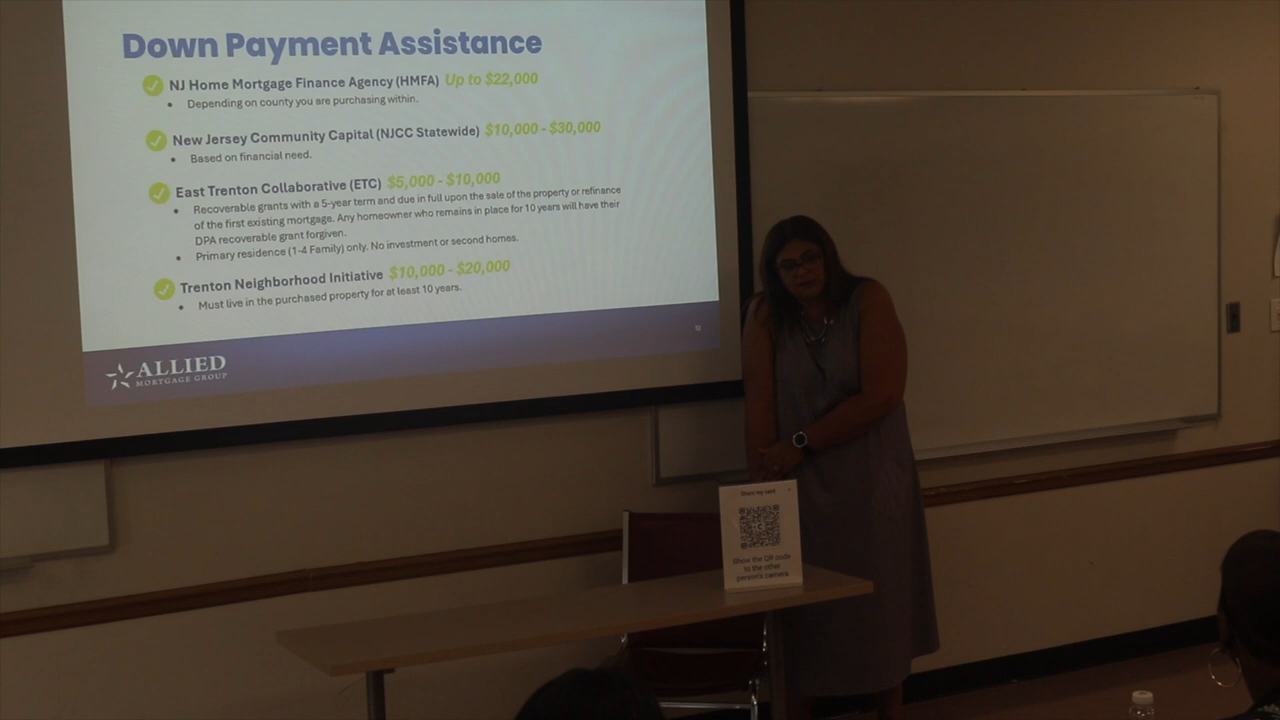 Down Payment Assistance
NJ Home Mortgage Finance Agency (HMFA) Up to $22,000
• Depending on county you are purchasing within.
New Jersey Community Capital (NJCC Statewide) $10,000 - $30,000
• Based on financial need.
East Trenton Collaborative (ETC) $5,000 - $10,000
• Recoverable grants with a 5-year term and due in full upon the sale of the property or refinance
of the first existing mortgage. Any homeowner who remains in place for 10 years will have their
DPA recoverable grant forgiven.
• Primary residence (1-4 Family) only. No investment or second homes.
Trenton Neighborhood Initiative $10,000 - $20,000
• Must live in the purchased property for at least 10 years.
ALLIED
MORTGAGE GROUP
Share my card
Show the QR code
to the other
person's camera